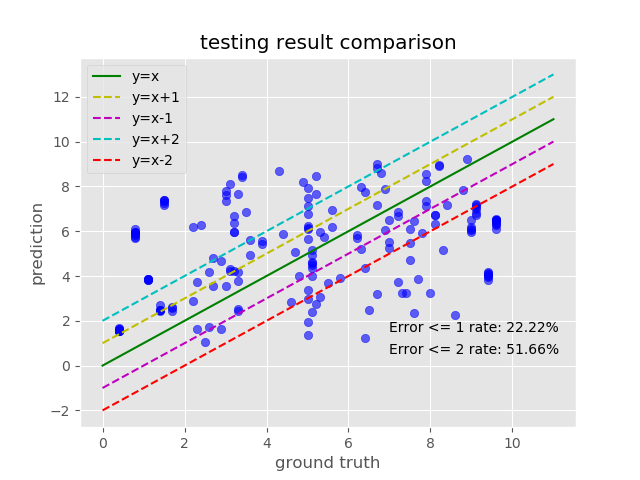 testing result comparison
y=x
y=x+1
y=x-1
y=x+2
y=x-2
12
10
8
6
4
2
0
−2
prediction
Error <= 1 rate: 22.22%
Error <= 2 rate: 51.66%
0 2 4 6 8 10
ground truth